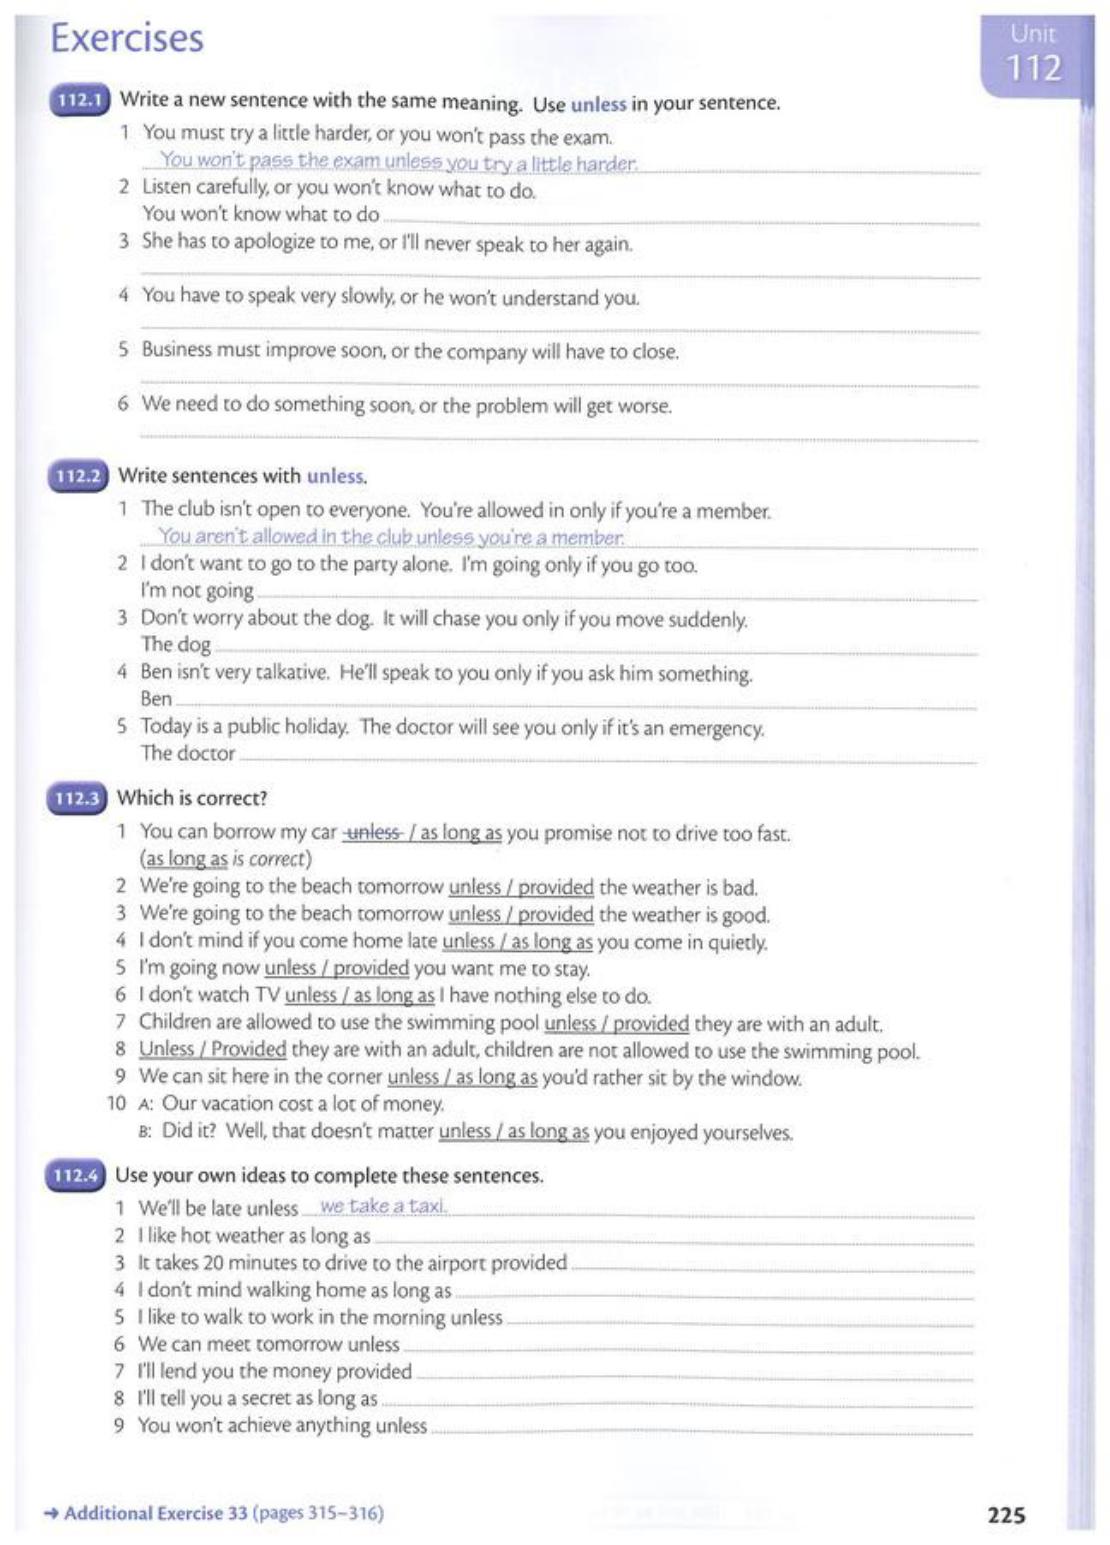 Exercises
Unit
112
112.1 Write a new sentence with the same meaning. Use unless in your sentence.
1 You must try a little harder, or you won't pass the exam.
You won't pass the exam unless you try a little harder.
2 Listen carefully, or you won't know what to do.
You won't know what to do
3 She has to apologize to me, or I'll never speak to her again.
4 You have to speak very slowly, or he won't understand you.
5 Business must improve soon, or the company will have to close.
6 We need to do something soon, or the problem will get worse.
112.2 Write sentences with unless.
1 The club isn't open to everyone. You're allowed in only if you're a member.
You aren't allowed in the club unless you're a member.
2 I don't want to go to the party alone. I'm going only if you go too.
I'm not going
3 Don't worry about the dog. It will chase you only if you move suddenly.
The dog
4 Ben isn't very talkative. He'll speak to you only if you ask him something.
Ben
5 Today is a public holiday. The doctor will see you only if it's an emergency.
The doctor
112.3 Which is correct?
1 You can borrow my car unless / as long as you promise not to drive too fast.
(as long as is correct)
2 We're going to the beach tomorrow unless / provided the weather is bad.
3 We're going to the beach tomorrow unless / provided the weather is good.
4 I don't mind if you come home late unless / as long as you come in quietly.
5 I'm going now unless / provided you want me to stay.
6 I don't watch TV unless / as long as I have nothing else to do.
7 Children are allowed to use the swimming pool unless / provided they are with an adult.
8 Unless / Provided they are with an adult, children are not allowed to use the swimming pool.
9 We can sit here in the corner unless / as long as you'd rather sit by the window.
10 A: Our vacation cost a lot of money.
B: Did it? Well, that doesn't matter unless / as long as you enjoyed yourselves.
112.4 Use your own ideas to complete these sentences.
1 We'll be late unless we take a taxi.
2 I like hot weather as long as
3 It takes 20 minutes to drive to the airport provided
4 I don't mind walking home as long as
5 I like to walk to work in the morning unless
6 We can meet tomorrow unless
7 I'll lend you the money provided
8 I'll tell you a secret as long as
9 You won't achieve anything unless
→ Additional Exercise 33 (pages 315–316)
225